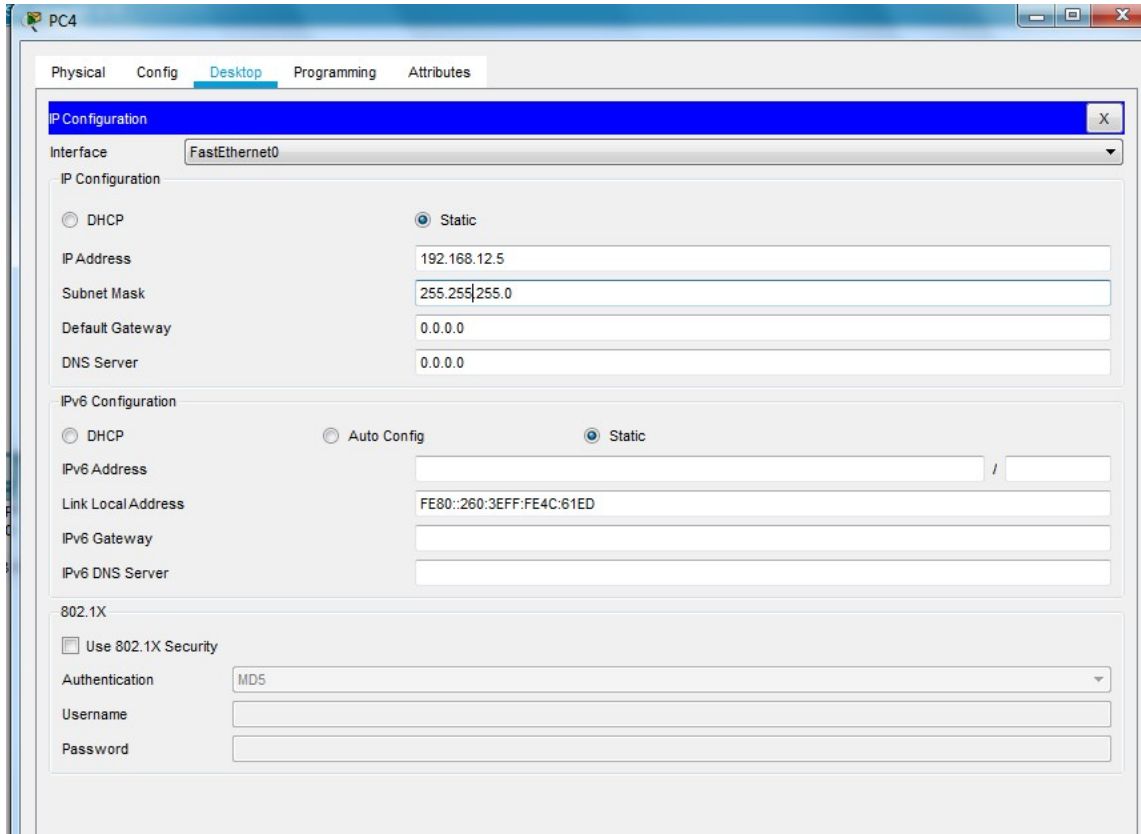 PC4
Physical Config Desktop Programming Attributes
IP Configuration X
Interface FastEthernet0
IP Configuration
DHCP Static
IP Address 192.168.12.5
Subnet Mask 255.255.255.0
Default Gateway 0.0.0.0
DNS Server 0.0.0.0
IPv6 Configuration
DHCP Auto Config Static
IPv6 Address /
Link Local Address FE80::260:3EFF:FE4C:61ED
IPv6 Gateway
IPv6 DNS Server
802.1X
Use 802.1X Security
Authentication MD5
Username
Password